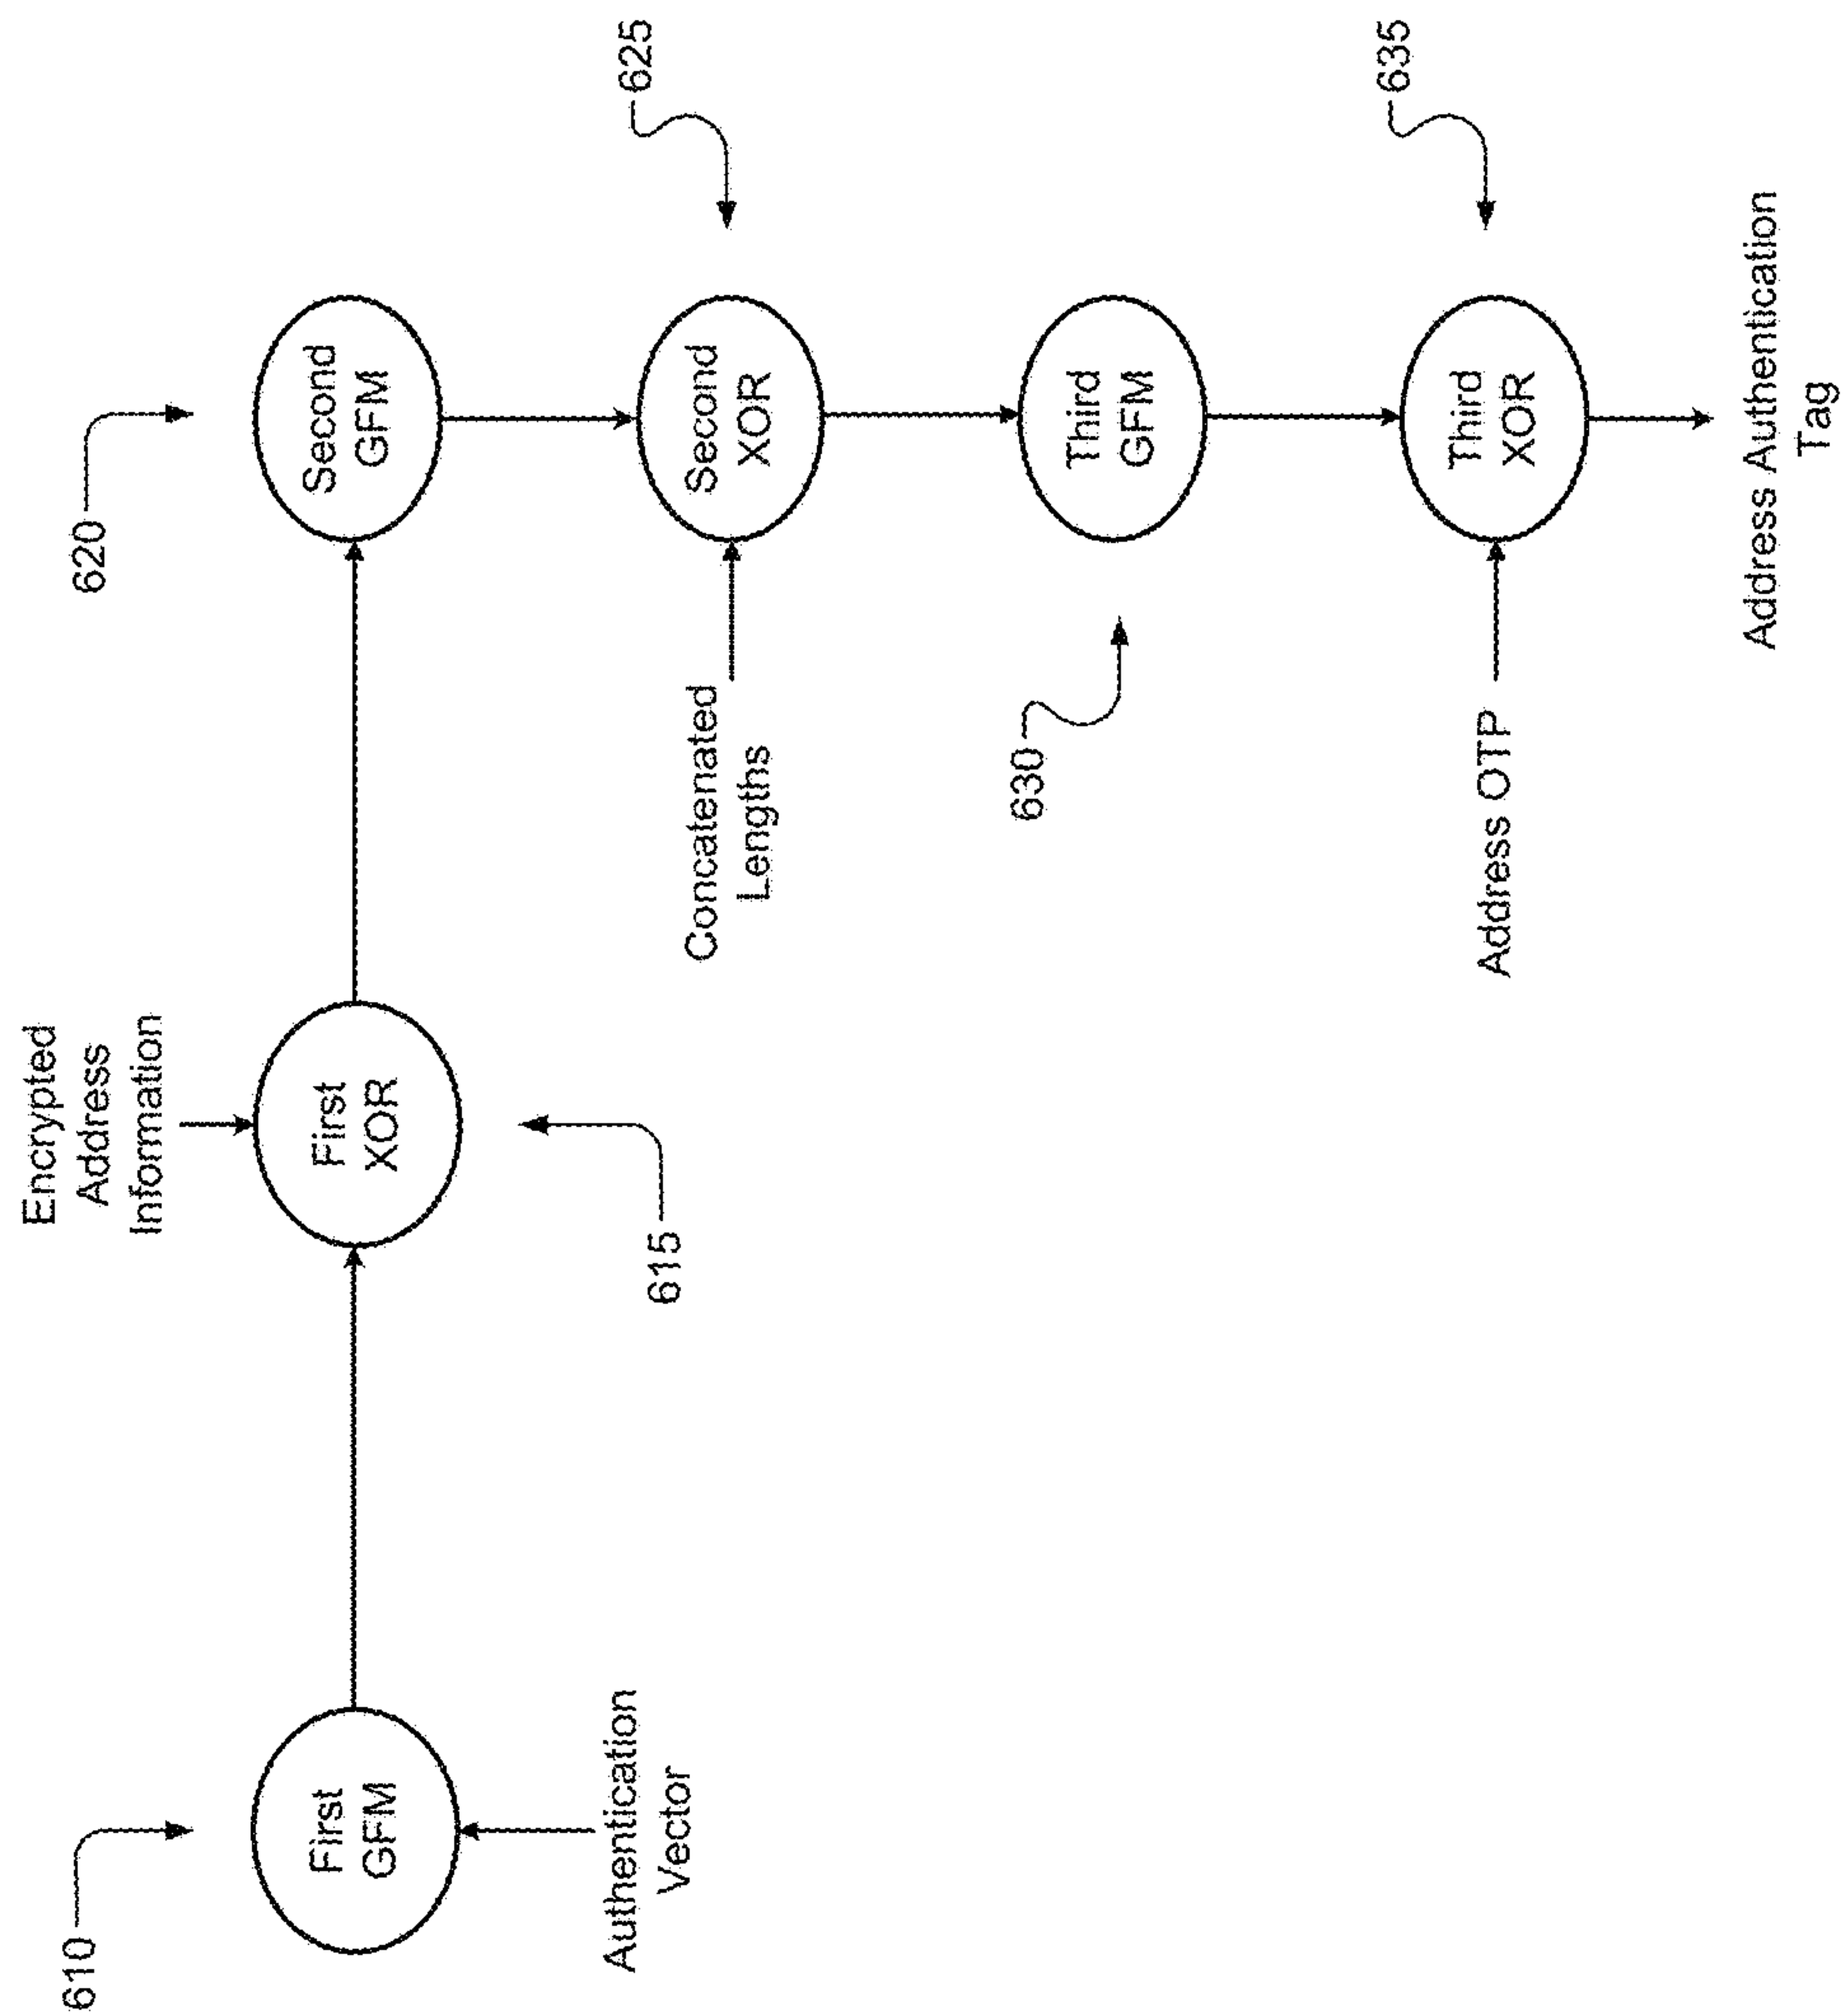 610
First
GFM
Authentication
Vector
Encrypted
Address
Information
First
XOR
615
620
Second
GFM
Concatenated
Lengths
Second
XOR
625
630
Third
GFM
Address OTP
Third
XOR
635
Address Authentication
Tag